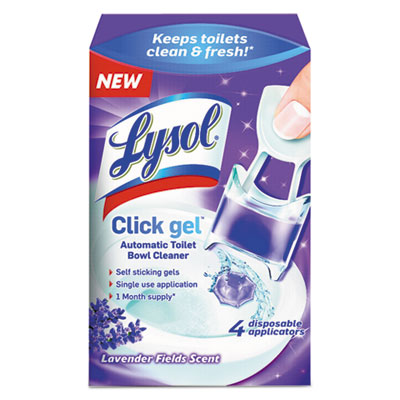 Keeps toilets
clean & fresh!*
NEW
Lysol®
Click gel™
Automatic Toilet
Bowl Cleaner
Self sticking gels
Single use application
1 Month supply*
4 disposable
applicators
Lavender Fields Scent